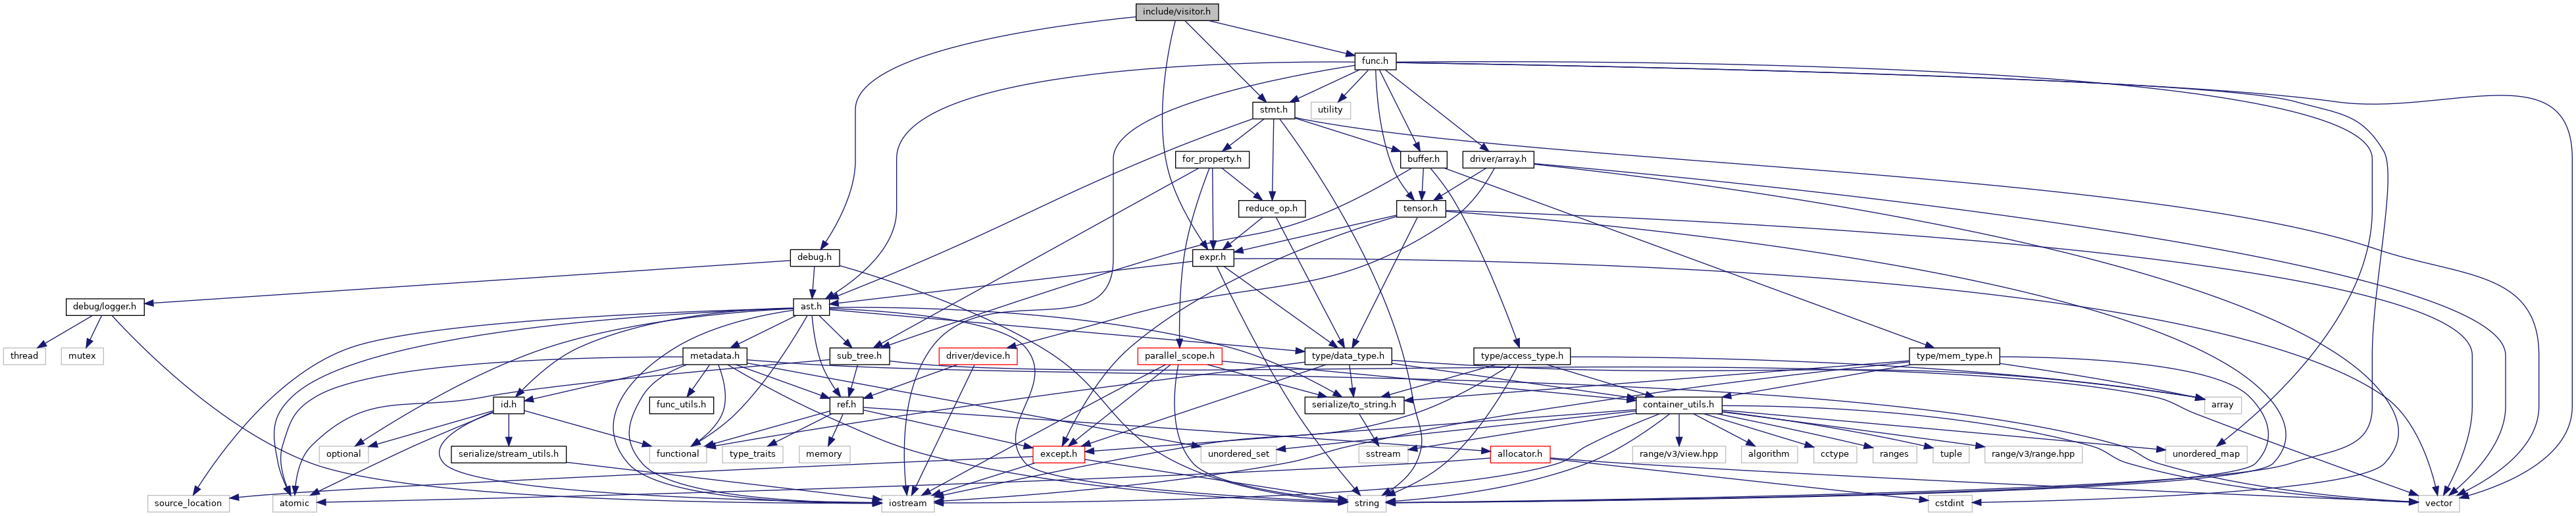 include/visitor.h
func.h
stmt.h
utility
for_property.h
buffer.h
driver/array.h
reduce_op.h
tensor.h
debug.h
expr.h
debug/logger.h
ast.h
thread
mutex
metadata.h
sub_tree.h
driver/device.h
parallel_scope.h
type/data_type.h
type/access_type.h
type/mem_type.h
id.h
func_utils.h
ref.h
serialize/to_string.h
container_utils.h
array
optional
serialize/stream_utils.h
functional
type_traits
memory
except.h
unordered_set
sstream
allocator.h
range/v3/view.hpp
algorithm
cctype
ranges
tuple
range/v3/range.hpp
unordered_map
source_location
atomic
iostream
string
cstdint
vector